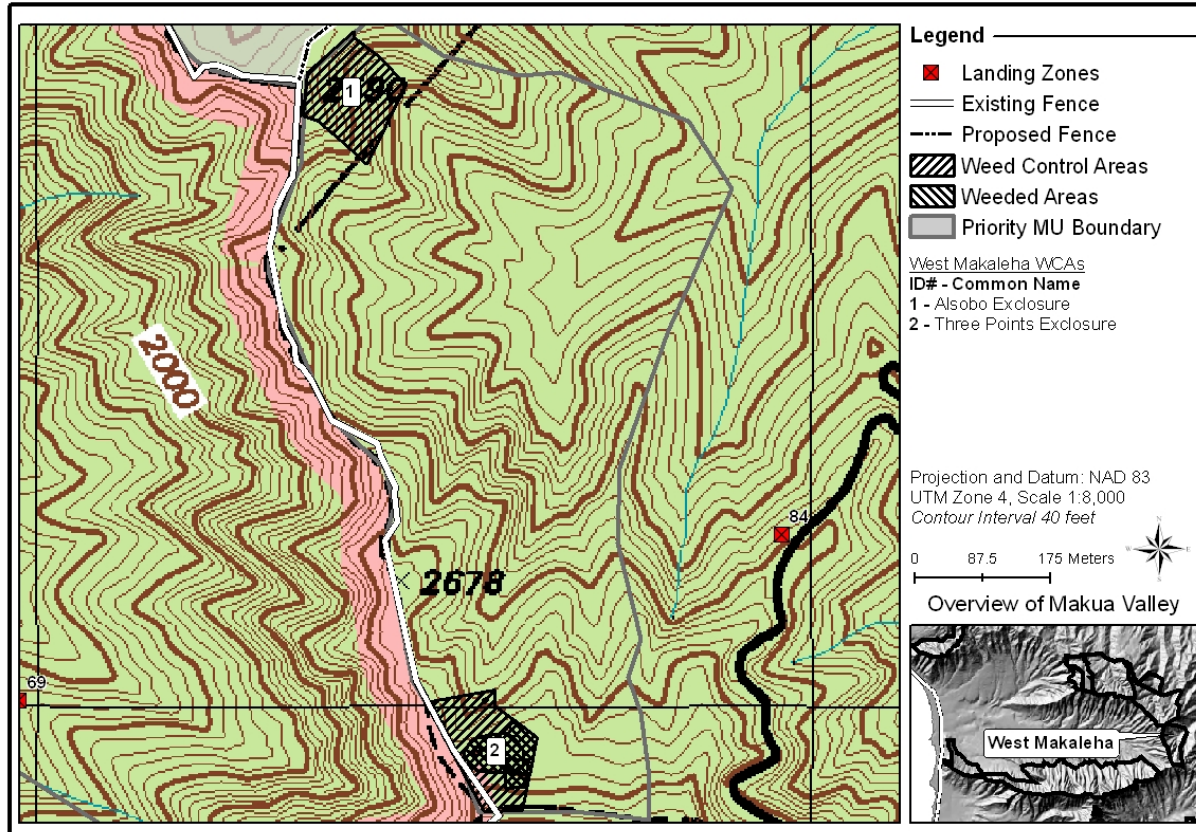 2190
1
2000
84
2678
69
2
Legend
Landing Zones
Existing Fence
Proposed Fence
Weed Control Areas
Weeded Areas
Priority MU Boundary
West Makaleha WCAs
ID# - Common Name
1 - Alsobo Exclosure
2 - Three Points Exclosure
Projection and Datum: NAD 83
UTM Zone 4, Scale 1:8,000
Contour Interval 40 feet
0 87.5 175 Meters
N
W E
S
Overview of Makua Valley
West Makaleha